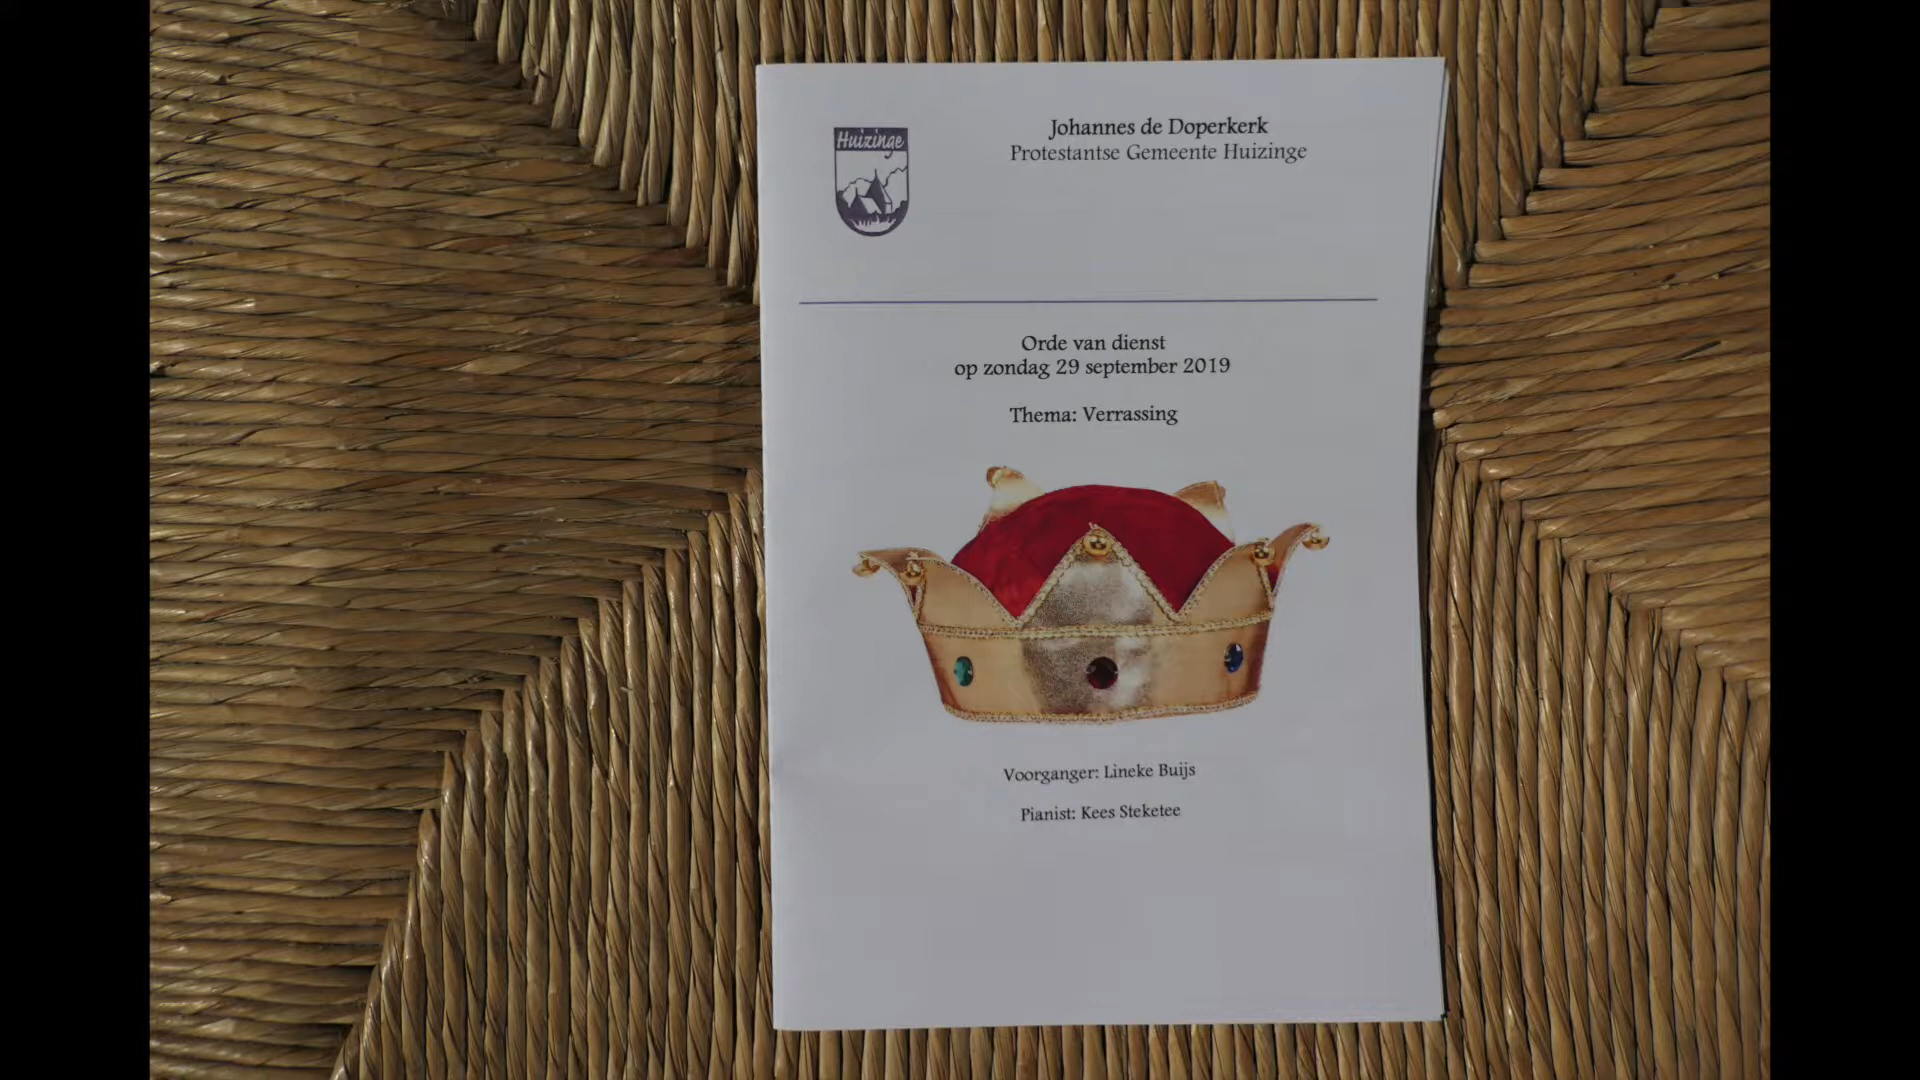 Huizinge
Johannes de Doperkerk
Protestantse Gemeente Huizinge
Orde van dienst
op zondag 29 september 2019
Thema: Verrassing
Voorganger: Lineke Buijs
Pianist: Kees Steketee